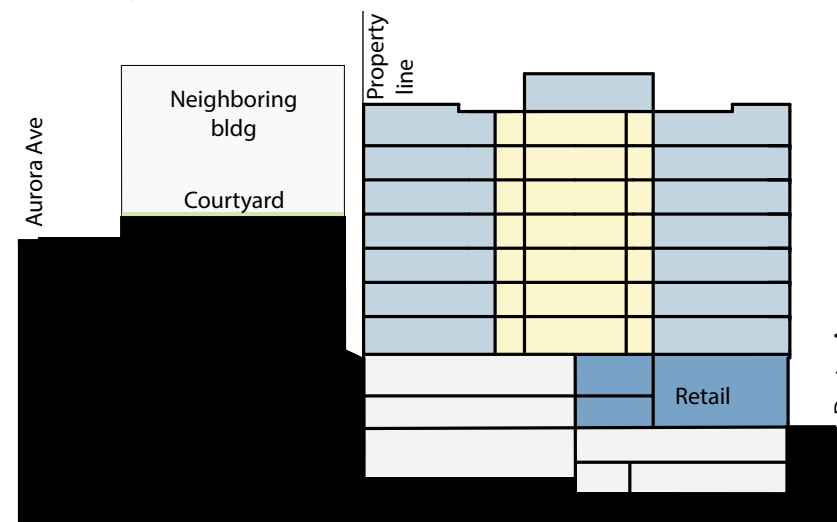 Aurora Ave
Neighboring
bldg
Courtyard
Property
line
Retail